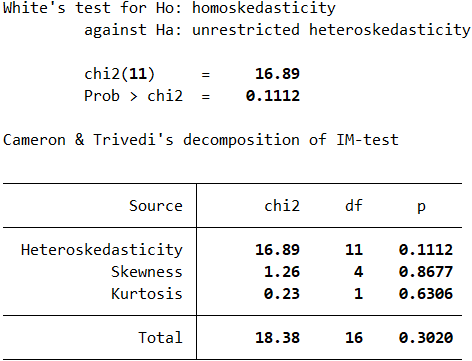 White's test for Ho: homoskedasticity
against Ha: unrestricted heteroskedasticity
chi2(11) = 16.89
Prob > chi2 = 0.1112
Cameron & Trivedi's decomposition of IM-test
Source chi2 df p
Heteroskedasticity 16.89 11 0.1112
Skewness 1.26 4 0.8677
Kurtosis 0.23 1 0.6306
Total 18.38 16 0.3020